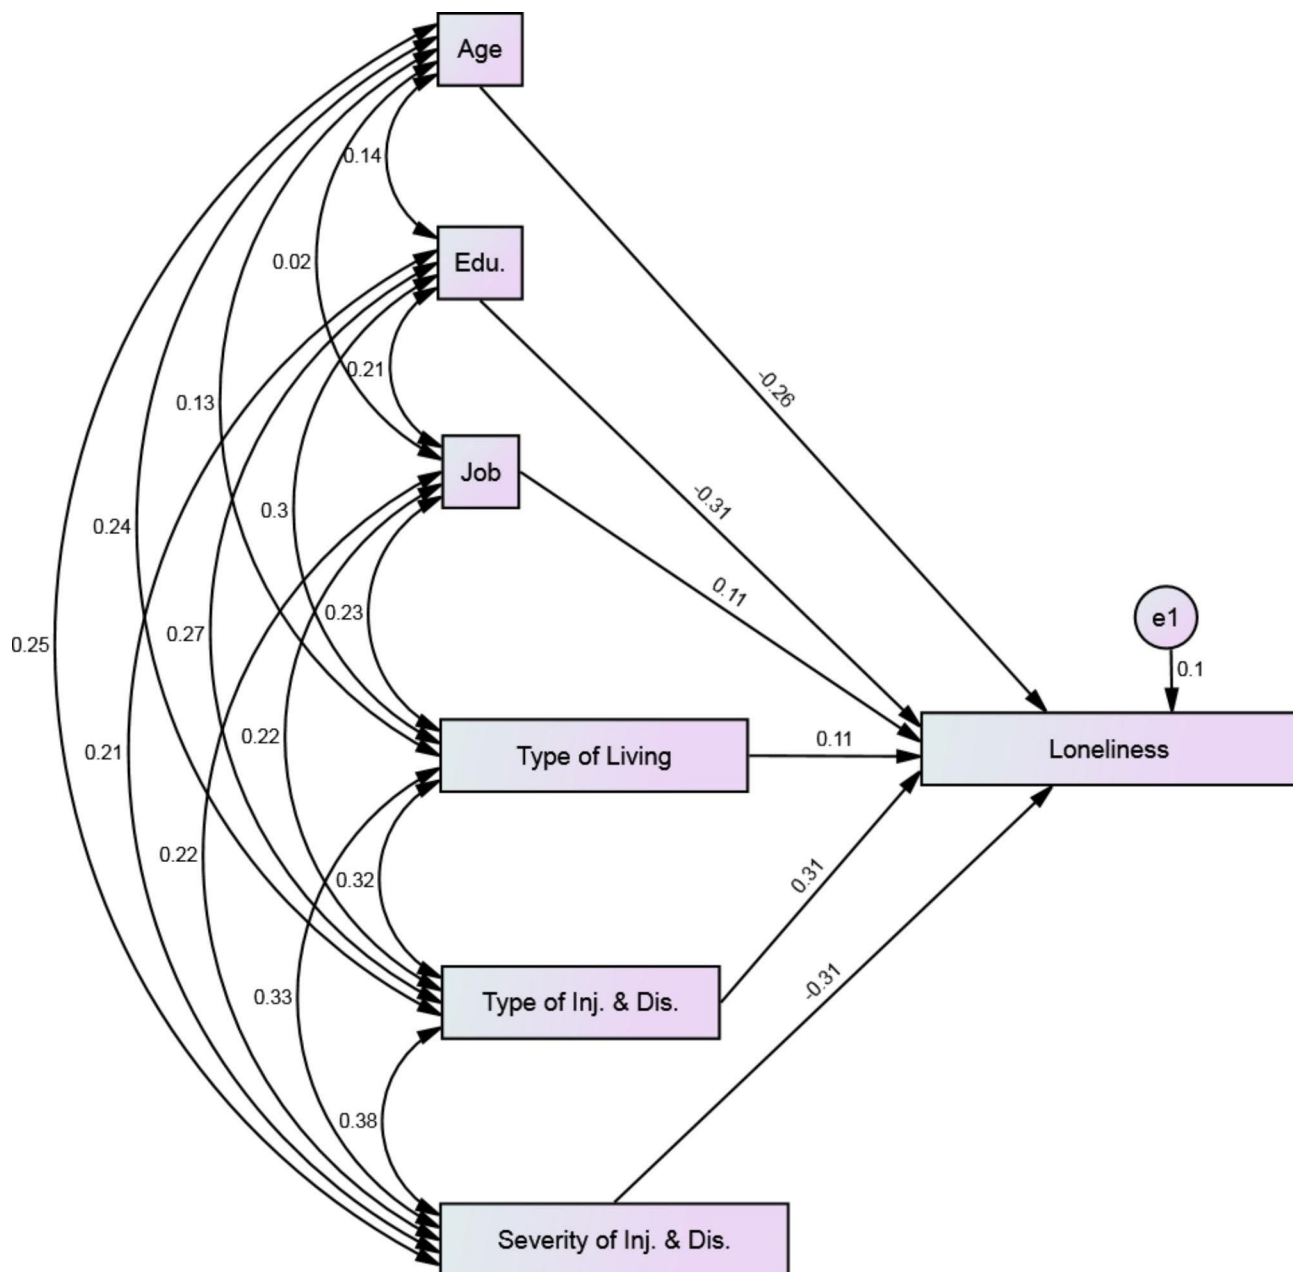 Age
0.14
Edu.
0.02
0.21
-0.26
0.13
Job
-0.31
0.3
0.24
0.11
0.23
e1
0.27
0.25
0.1
0.22
0.21
Type of Living
0.11
Loneliness
0.22
0.32
0.31
0.33
Type of Inj. & Dis.
-0.31
0.38
Severity of Inj. & Dis.